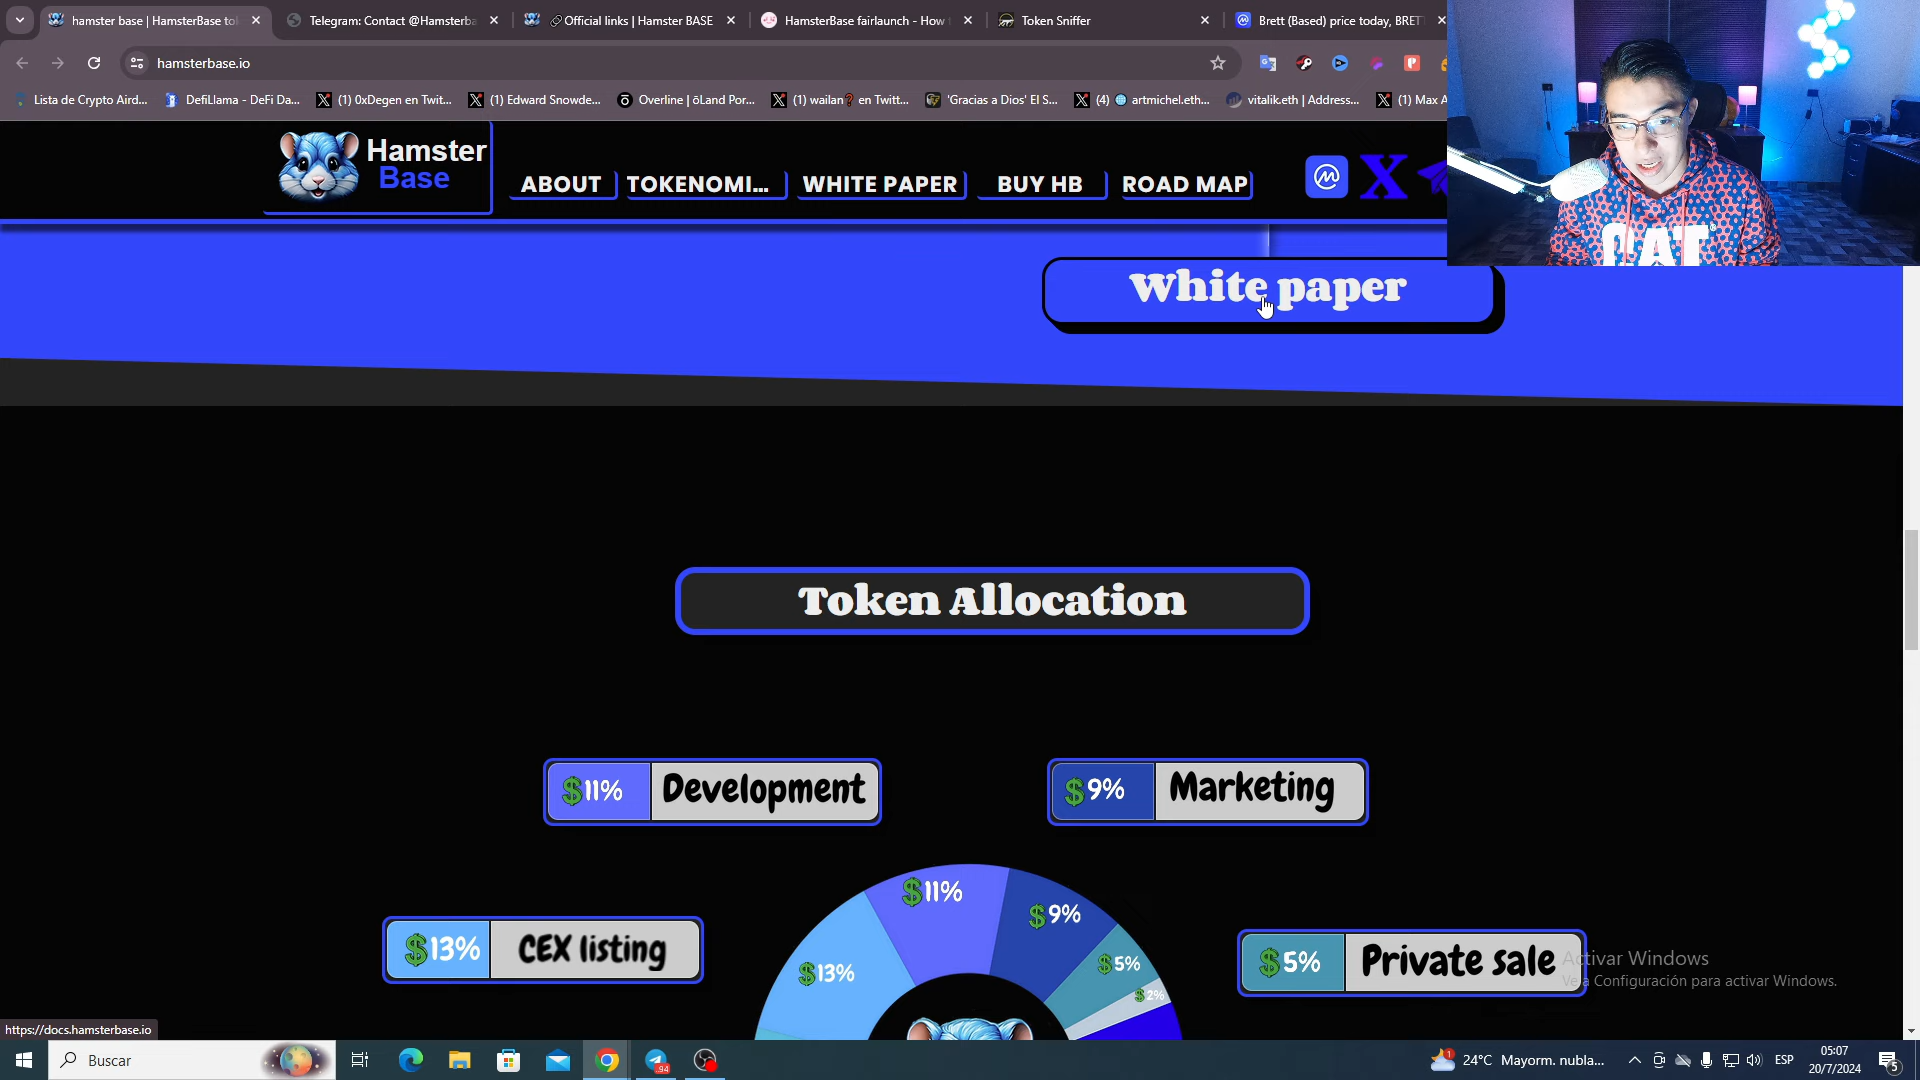 hamster base | HamsterBase to
Telegram: Contact @Hamsterba
Official links | Hamster BASE
HamsterBase fairlaunch - How
Token Sniffer
Brett (Based) price today, BRET
hamsterbase.io
Lista de Crypto Aird...
DefiLlama - DeFi Da...
(1) 0xDegen en Twit...
(1) Edward Snowde...
Overline | ōLand Por...
(1) wailan❓ en Twitt...
'Gracias a Dios' El S...
(4) 🌐 artmichel.eth...
vitalik.eth | Address...
(1) Max A
Hamster
Base
ABOUT
TOKENOMI...
WHITE PAPER
BUY HB
ROAD MAP
CAT
White paper
Token Allocation
$11% Development
$9% Marketing
$11%
$9%
$13% CEX listing
$13%
$5%
$2%
$5% Private sale
Activar Windows
Ve a Configuración para activar Windows.
https://docs.hamsterbase.io
Buscar
94
1
24°C Mayorm. nubla...
ESP
05:07
20/7/2024
5